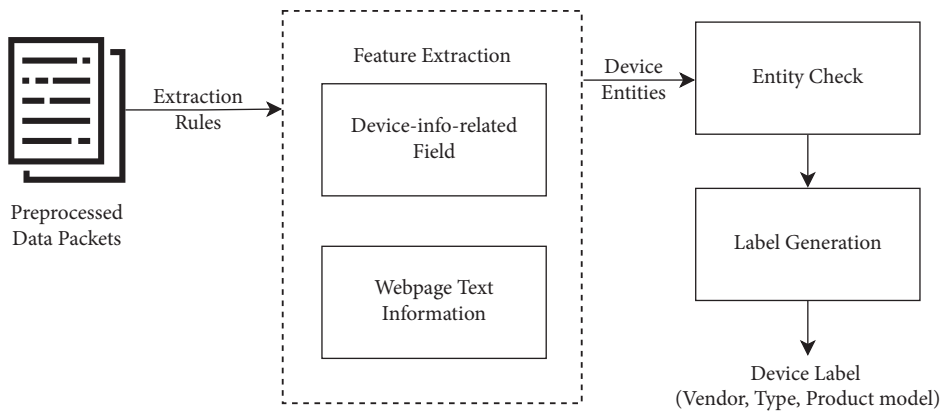 Preprocessed
Data Packets
Extraction
Rules
Feature Extraction
Device-info-related
Field
Webpage Text
Information
Device
Entities
Entity Check
Label Generation
Device Label
(Vendor, Type, Product model)